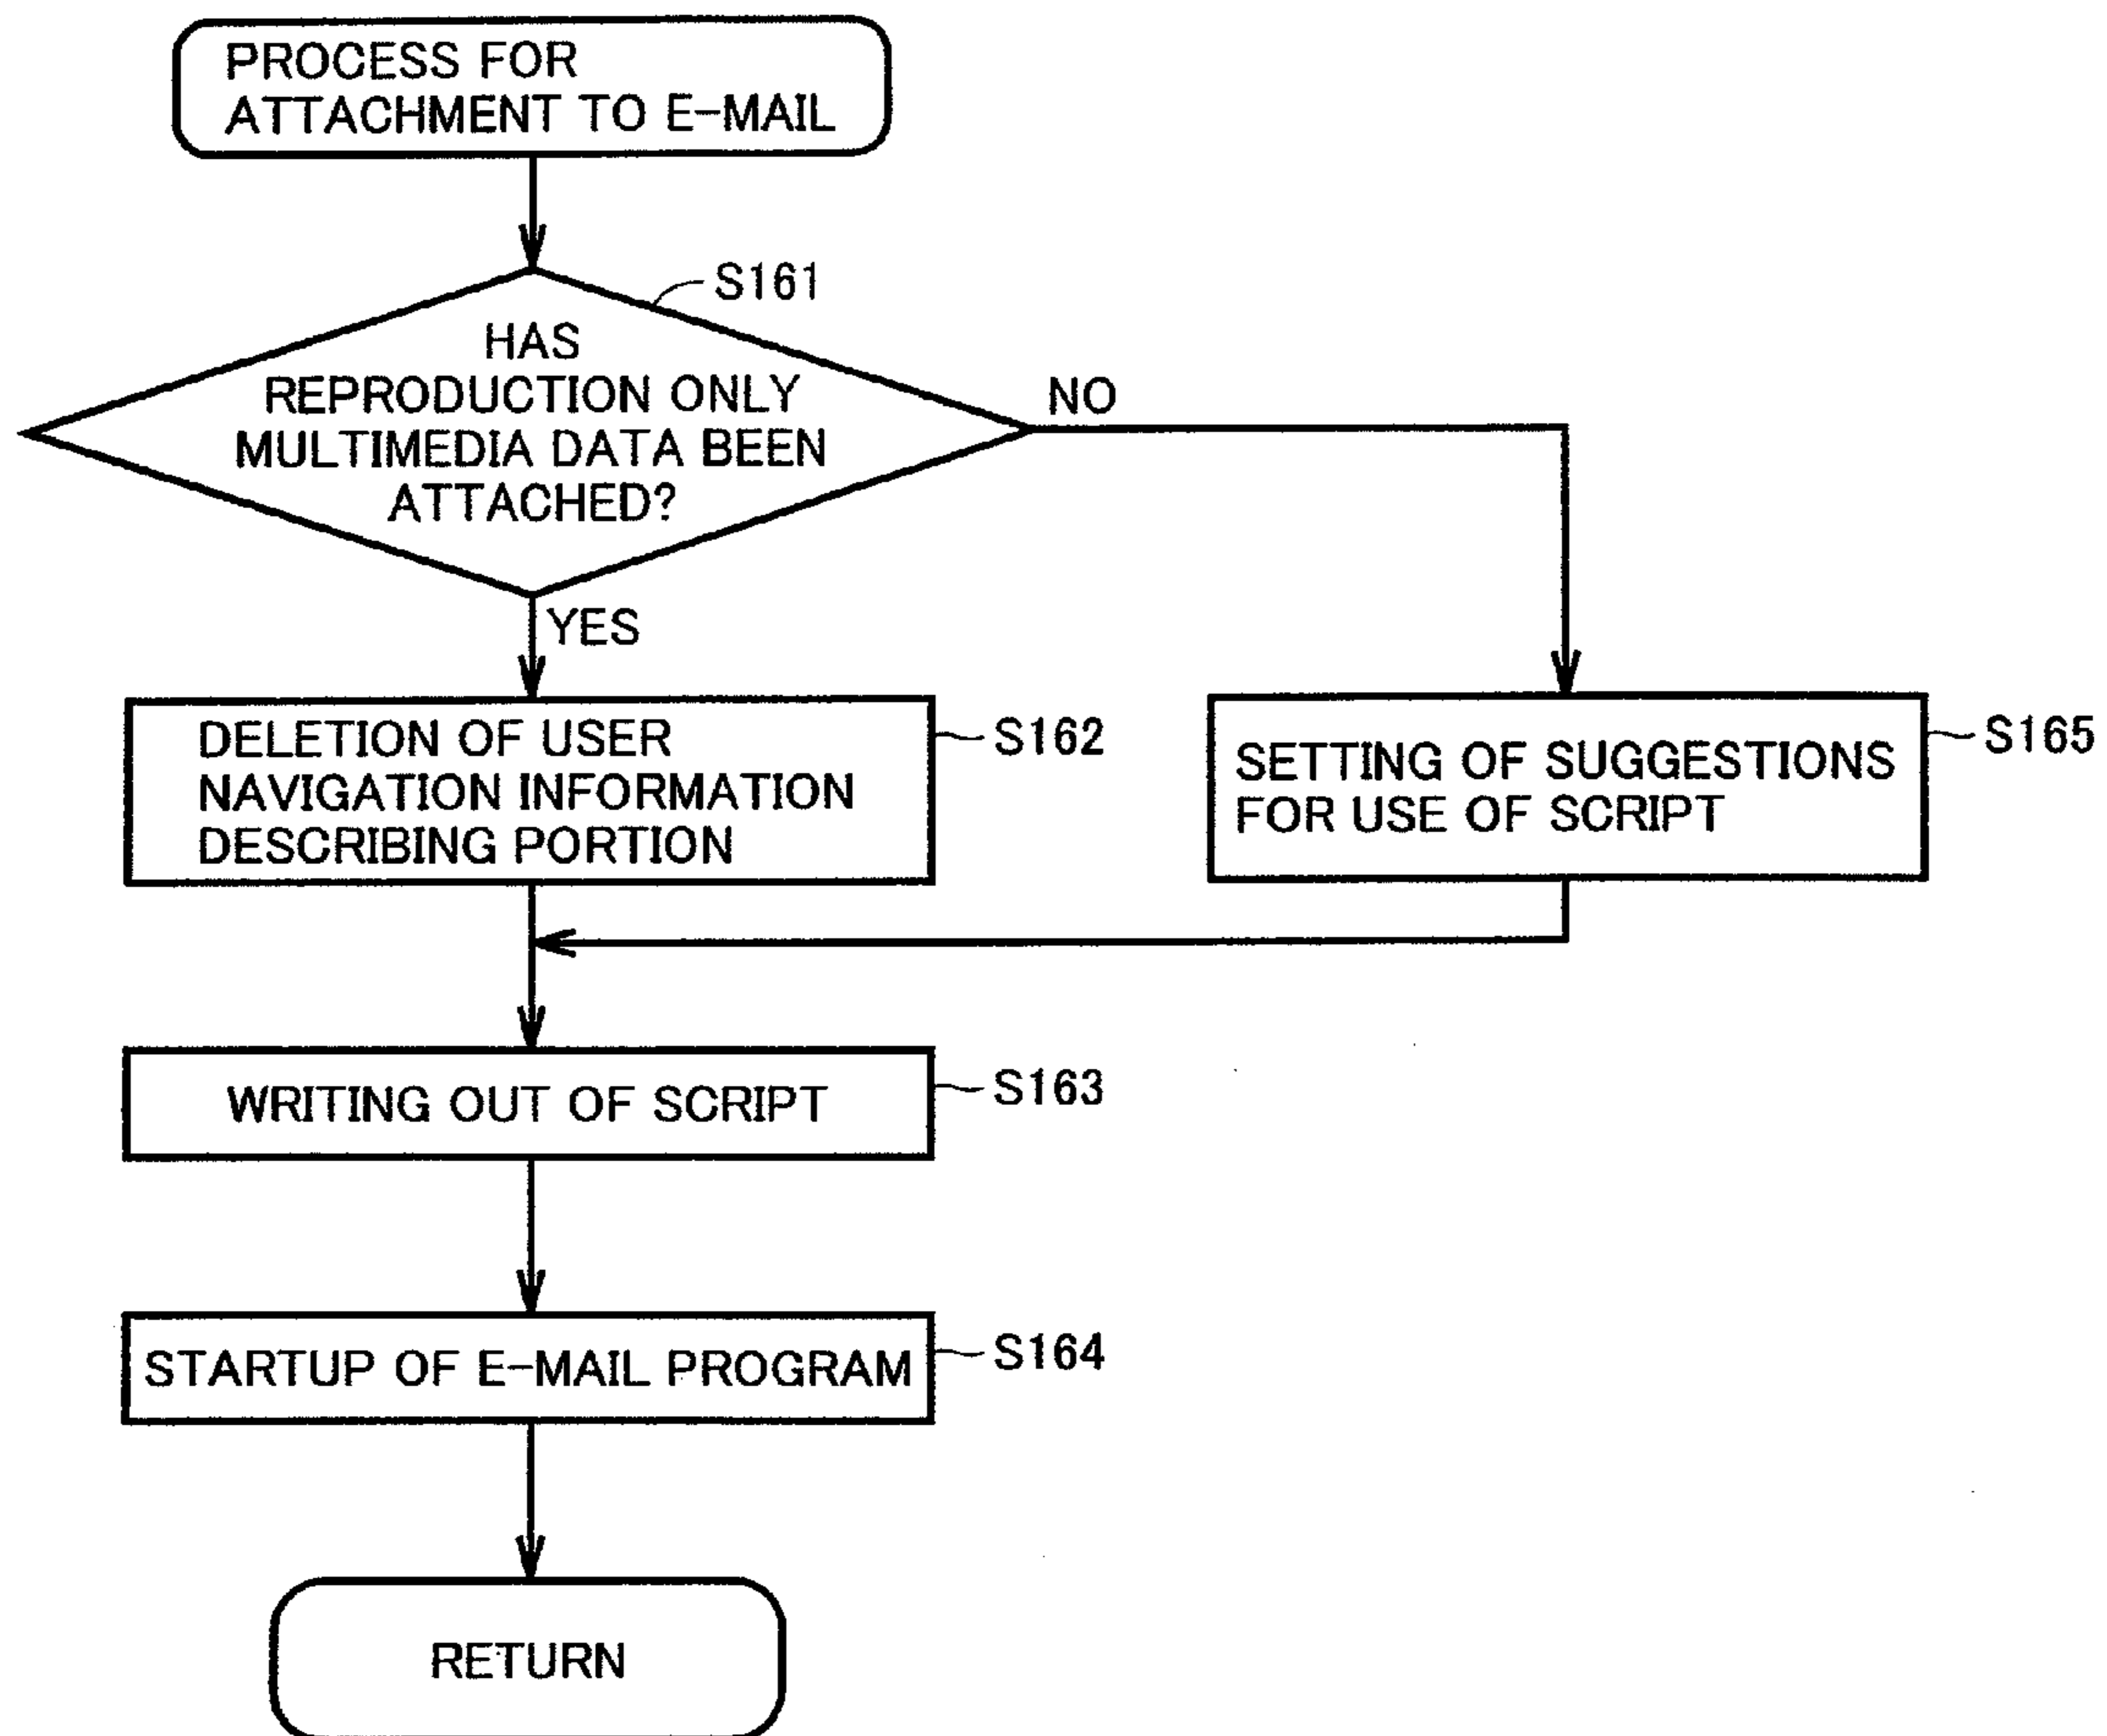 PROCESS FOR
ATTACHMENT TO E-MAIL
S161
HAS
REPRODUCTION ONLY
MULTIMEDIA DATA BEEN
ATTACHED?
NO
YES
DELETION OF USER
NAVIGATION INFORMATION
DESCRIBING PORTION
S162
SETTING OF SUGGESTIONS
FOR USE OF SCRIPT
S165
WRITING OUT OF SCRIPT
S163
STARTUP OF E-MAIL PROGRAM
S164
RETURN